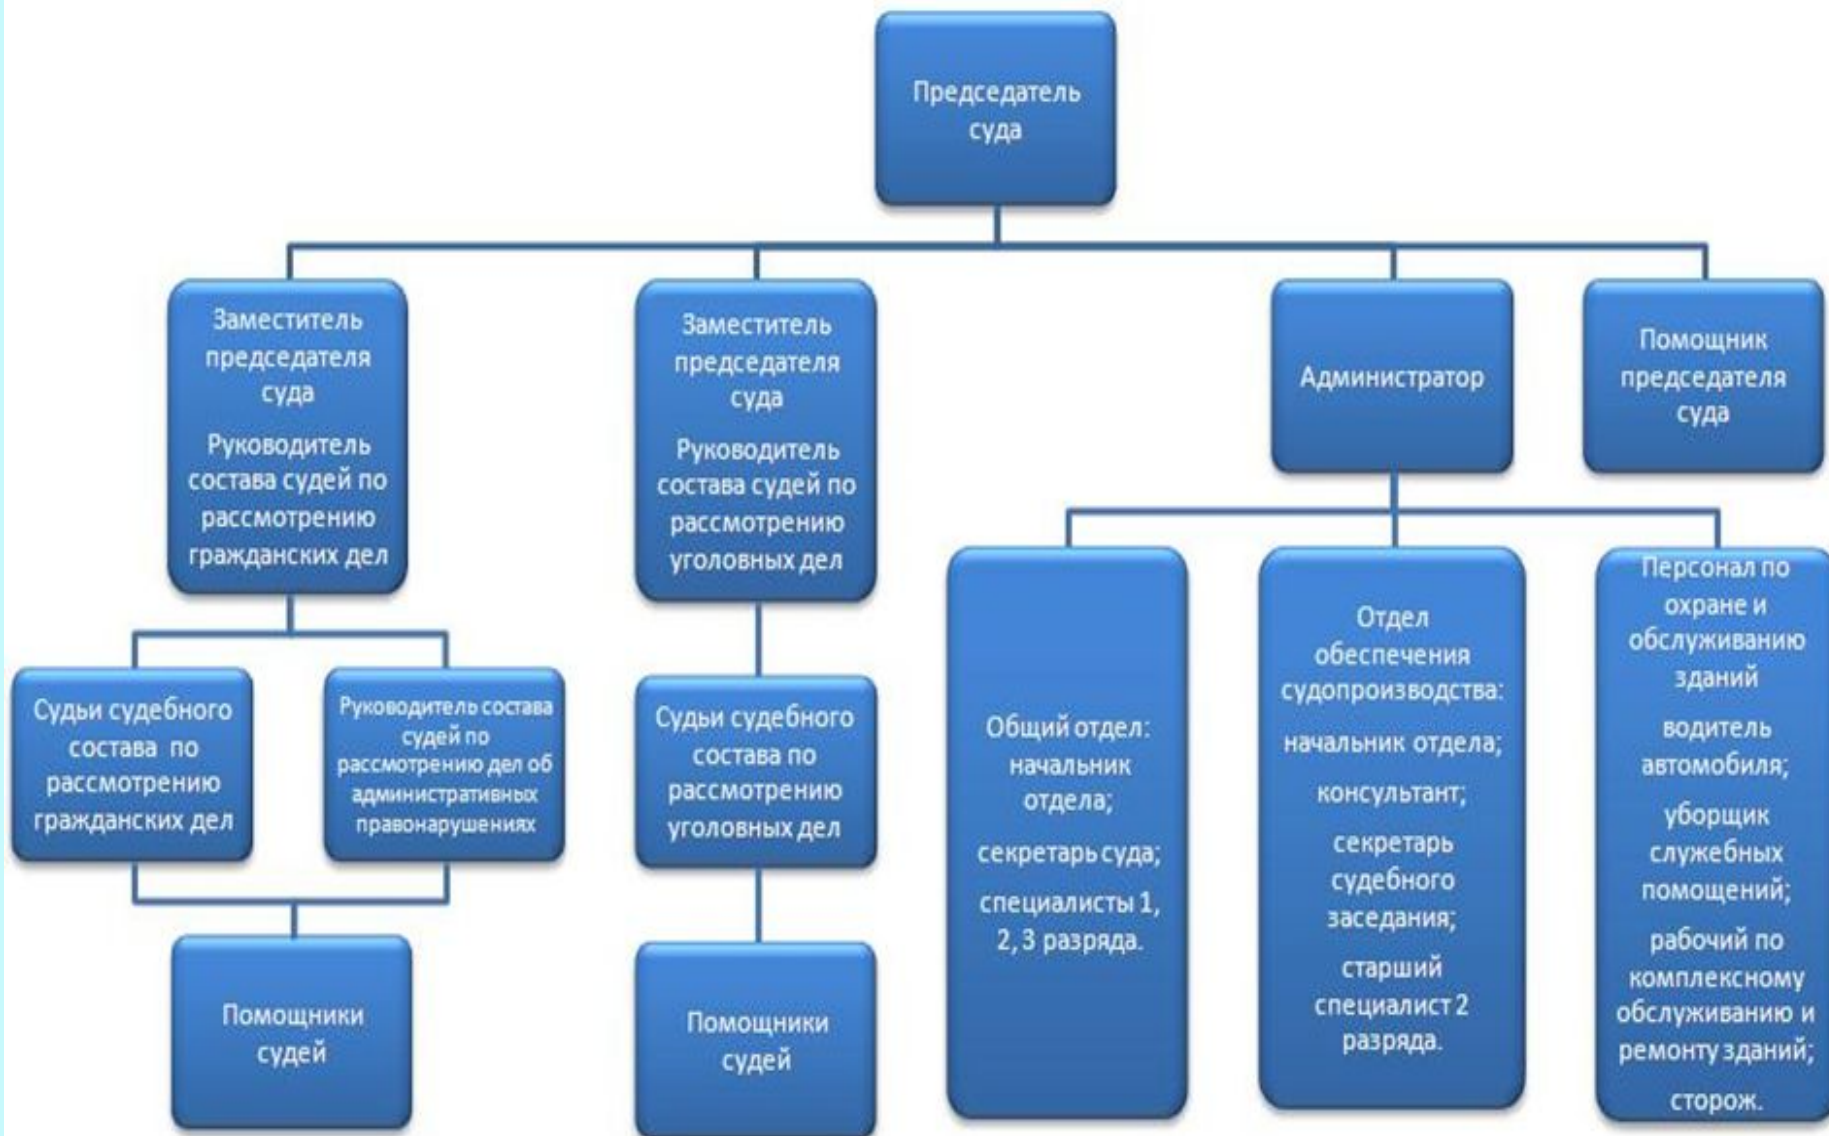 Председатель
суда
Заместитель
председателя
суда
Руководитель
состава судей по
рассмотрению
гражданских дел
Заместитель
председателя
суда
Руководитель
состава судей по
рассмотрению
уголовных дел
Администратор
Помощник
председателя
суда
Судьи судебного
состава по
рассмотрению
гражданских дел
Руководитель состава
судей по
рассмотрению дел об
административных
правонарушениях
Судьи судебного
состава по
рассмотрению
уголовных дел
Помощники
судей
Помощники
судей
Общий отдел:
начальник
отдела;
секретарь суда;
специалисты 1,
2, 3 разряда.
Отдел
обеспечения
судопроизводства:
начальник отдела;
консультант;
секретарь
судебного
заседания;
старший
специалист 2
разряда.
Персонал по
охране и
обслуживанию
зданий
водитель
автомобиля;
уборщик
служебных
помощений;
рабочий по
комплексному
обслуживанию и
ремонту зданий;
сторож.